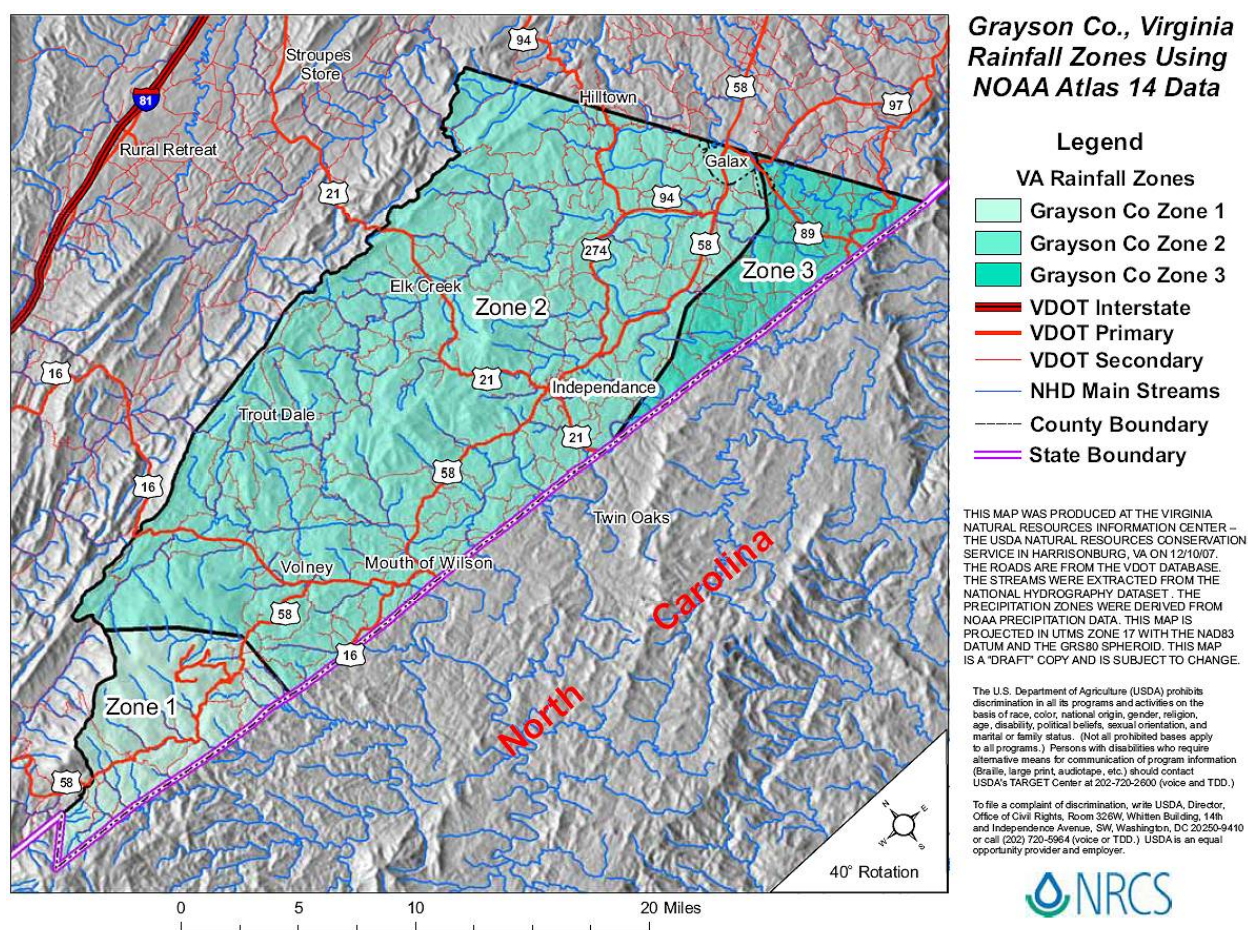 Grayson Co., Virginia
Rainfall Zones Using
NOAA Atlas 14 Data
Legend
VA Rainfall Zones
Grayson Co Zone 1
Grayson Co Zone 2
Grayson Co Zone 3
VDOT Interstate
VDOT Primary
VDOT Secondary
NHD Main Streams
County Boundary
State Boundary
94
Stroupes
Store
58
81
Hilltown
97
Rural Retreat
Galax
21
94
89
274
58
Zone 3
Elk Creek
Zone 2
16
21
Independance
Trout Dale
21
58
16
Twin Oaks
Mouth of Wilson
Volney
Carolina
58
16
Zone 1
North
58
THIS MAP WAS PRODUCED AT THE VIRGINIA
NATURAL RESOURCES INFORMATION CENTER –
THE USDA NATURAL RESOURCES CONSERVATION
SERVICE IN HARRISONBURG, VA ON 12/10/07.
THE ROADS ARE FROM THE VDOT DATABASE.
THE STREAMS WERE EXTRACTED FROM THE
NATIONAL HYDROGRAPHY DATASET . THE
PRECIPITATION ZONES WERE DERIVED FROM
NOAA PRECIPITATION DATA. THIS MAP IS
PROJECTED IN UTMS ZONE 17 WITH THE NAD83
DATUM AND THE GRS80 SPHEROID. THIS MAP
IS A "DRAFT" COPY AND IS SUBJECT TO CHANGE.
The U.S. Department of Agriculture (USDA) prohibits
discrimination in all its programs and activities on the
basis of race, color, national origin, gender, religion,
age, disability, political beliefs, sexual orientation, and
marital or family status. (Not all prohibited bases apply
to all programs.) Persons with disabilities who require
alternative means for communication of program information
(Braille, large print, audiotape, etc.) should contact
USDA's TARGET Center at 202-720-2600 (voice and TDD.)
To file a complaint of discrimination, write USDA, Director,
Office of Civil Rights, Room 326W, Whitten Building, 14th
and Independence Avenue, SW, Washington, DC 20250-9410
or call (202) 720-5964 (voice or TDD.) USDA is an equal
opportunity provider and employer.
N E
W S
40° Rotation
NRCS
0 5 10 20 Miles